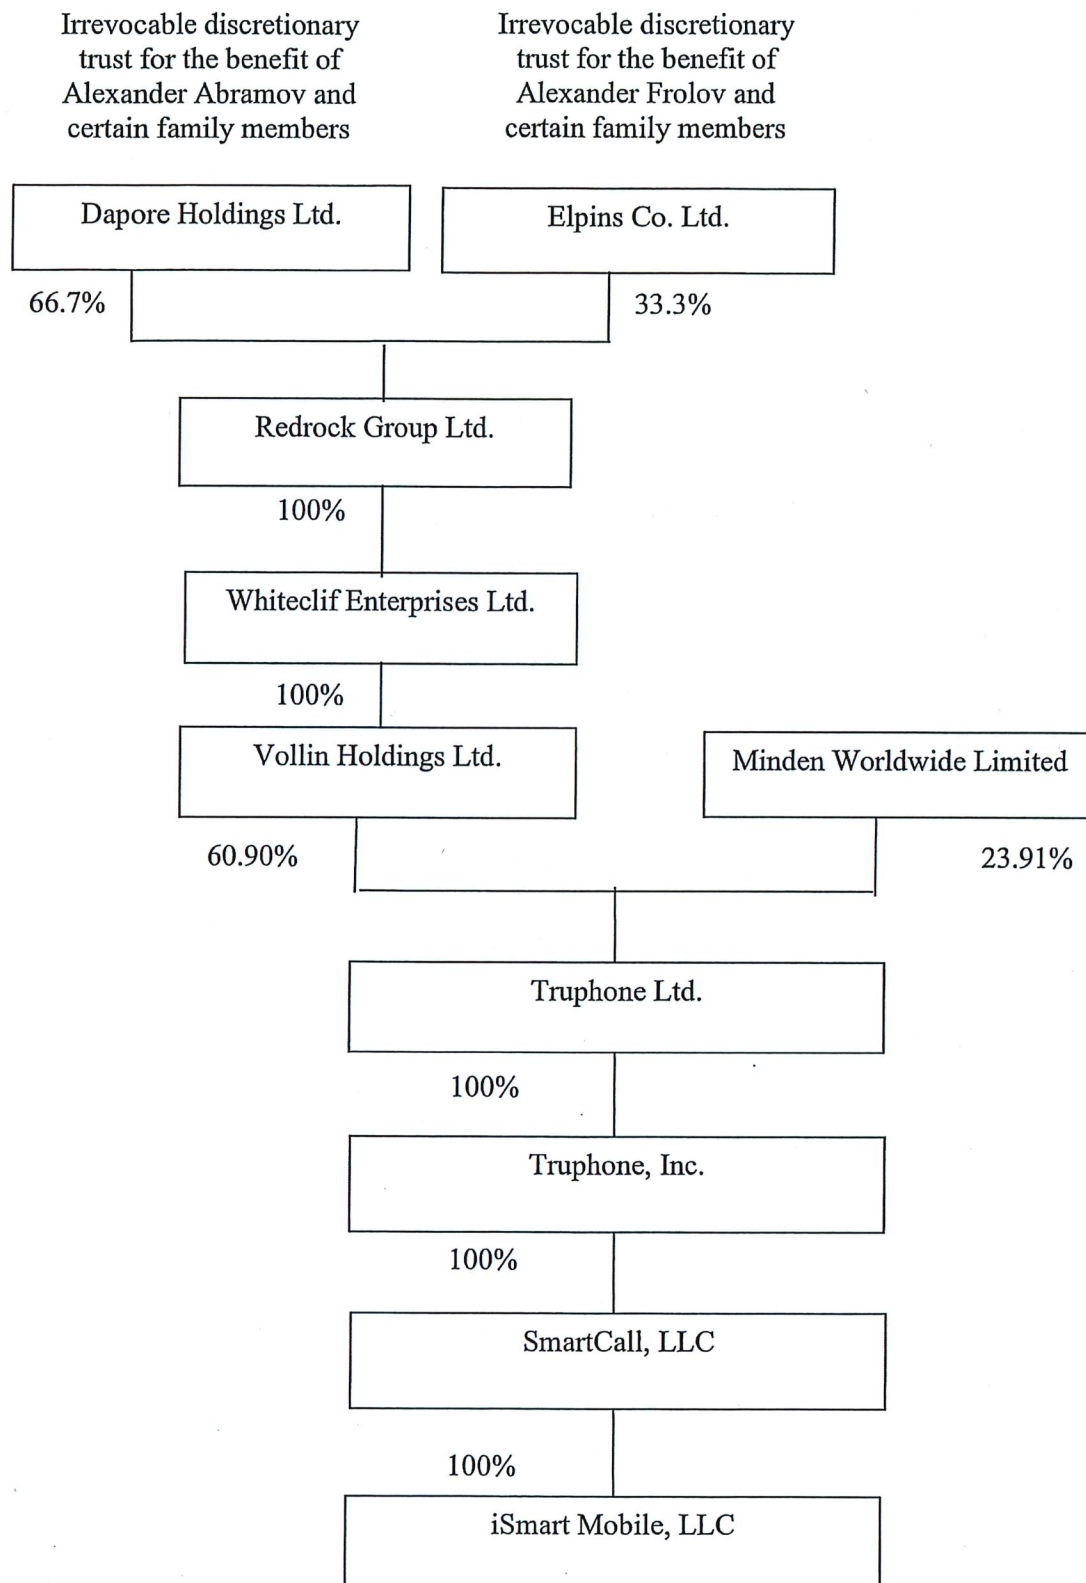 Irrevocable discretionary
trust for the benefit of
Alexander Abramov and
certain family members
Irrevocable discretionary
trust for the benefit of
Alexander Frolov and
certain family members
Dapore Holdings Ltd.
Elpins Co. Ltd.
66.7%
33.3%
Redrock Group Ltd.
100%
Whiteclif Enterprises Ltd.
100%
Vollin Holdings Ltd.
Minden Worldwide Limited
60.90%
23.91%
Truphone Ltd.
100%
Truphone, Inc.
100%
SmartCall, LLC
100%
iSmart Mobile, LLC